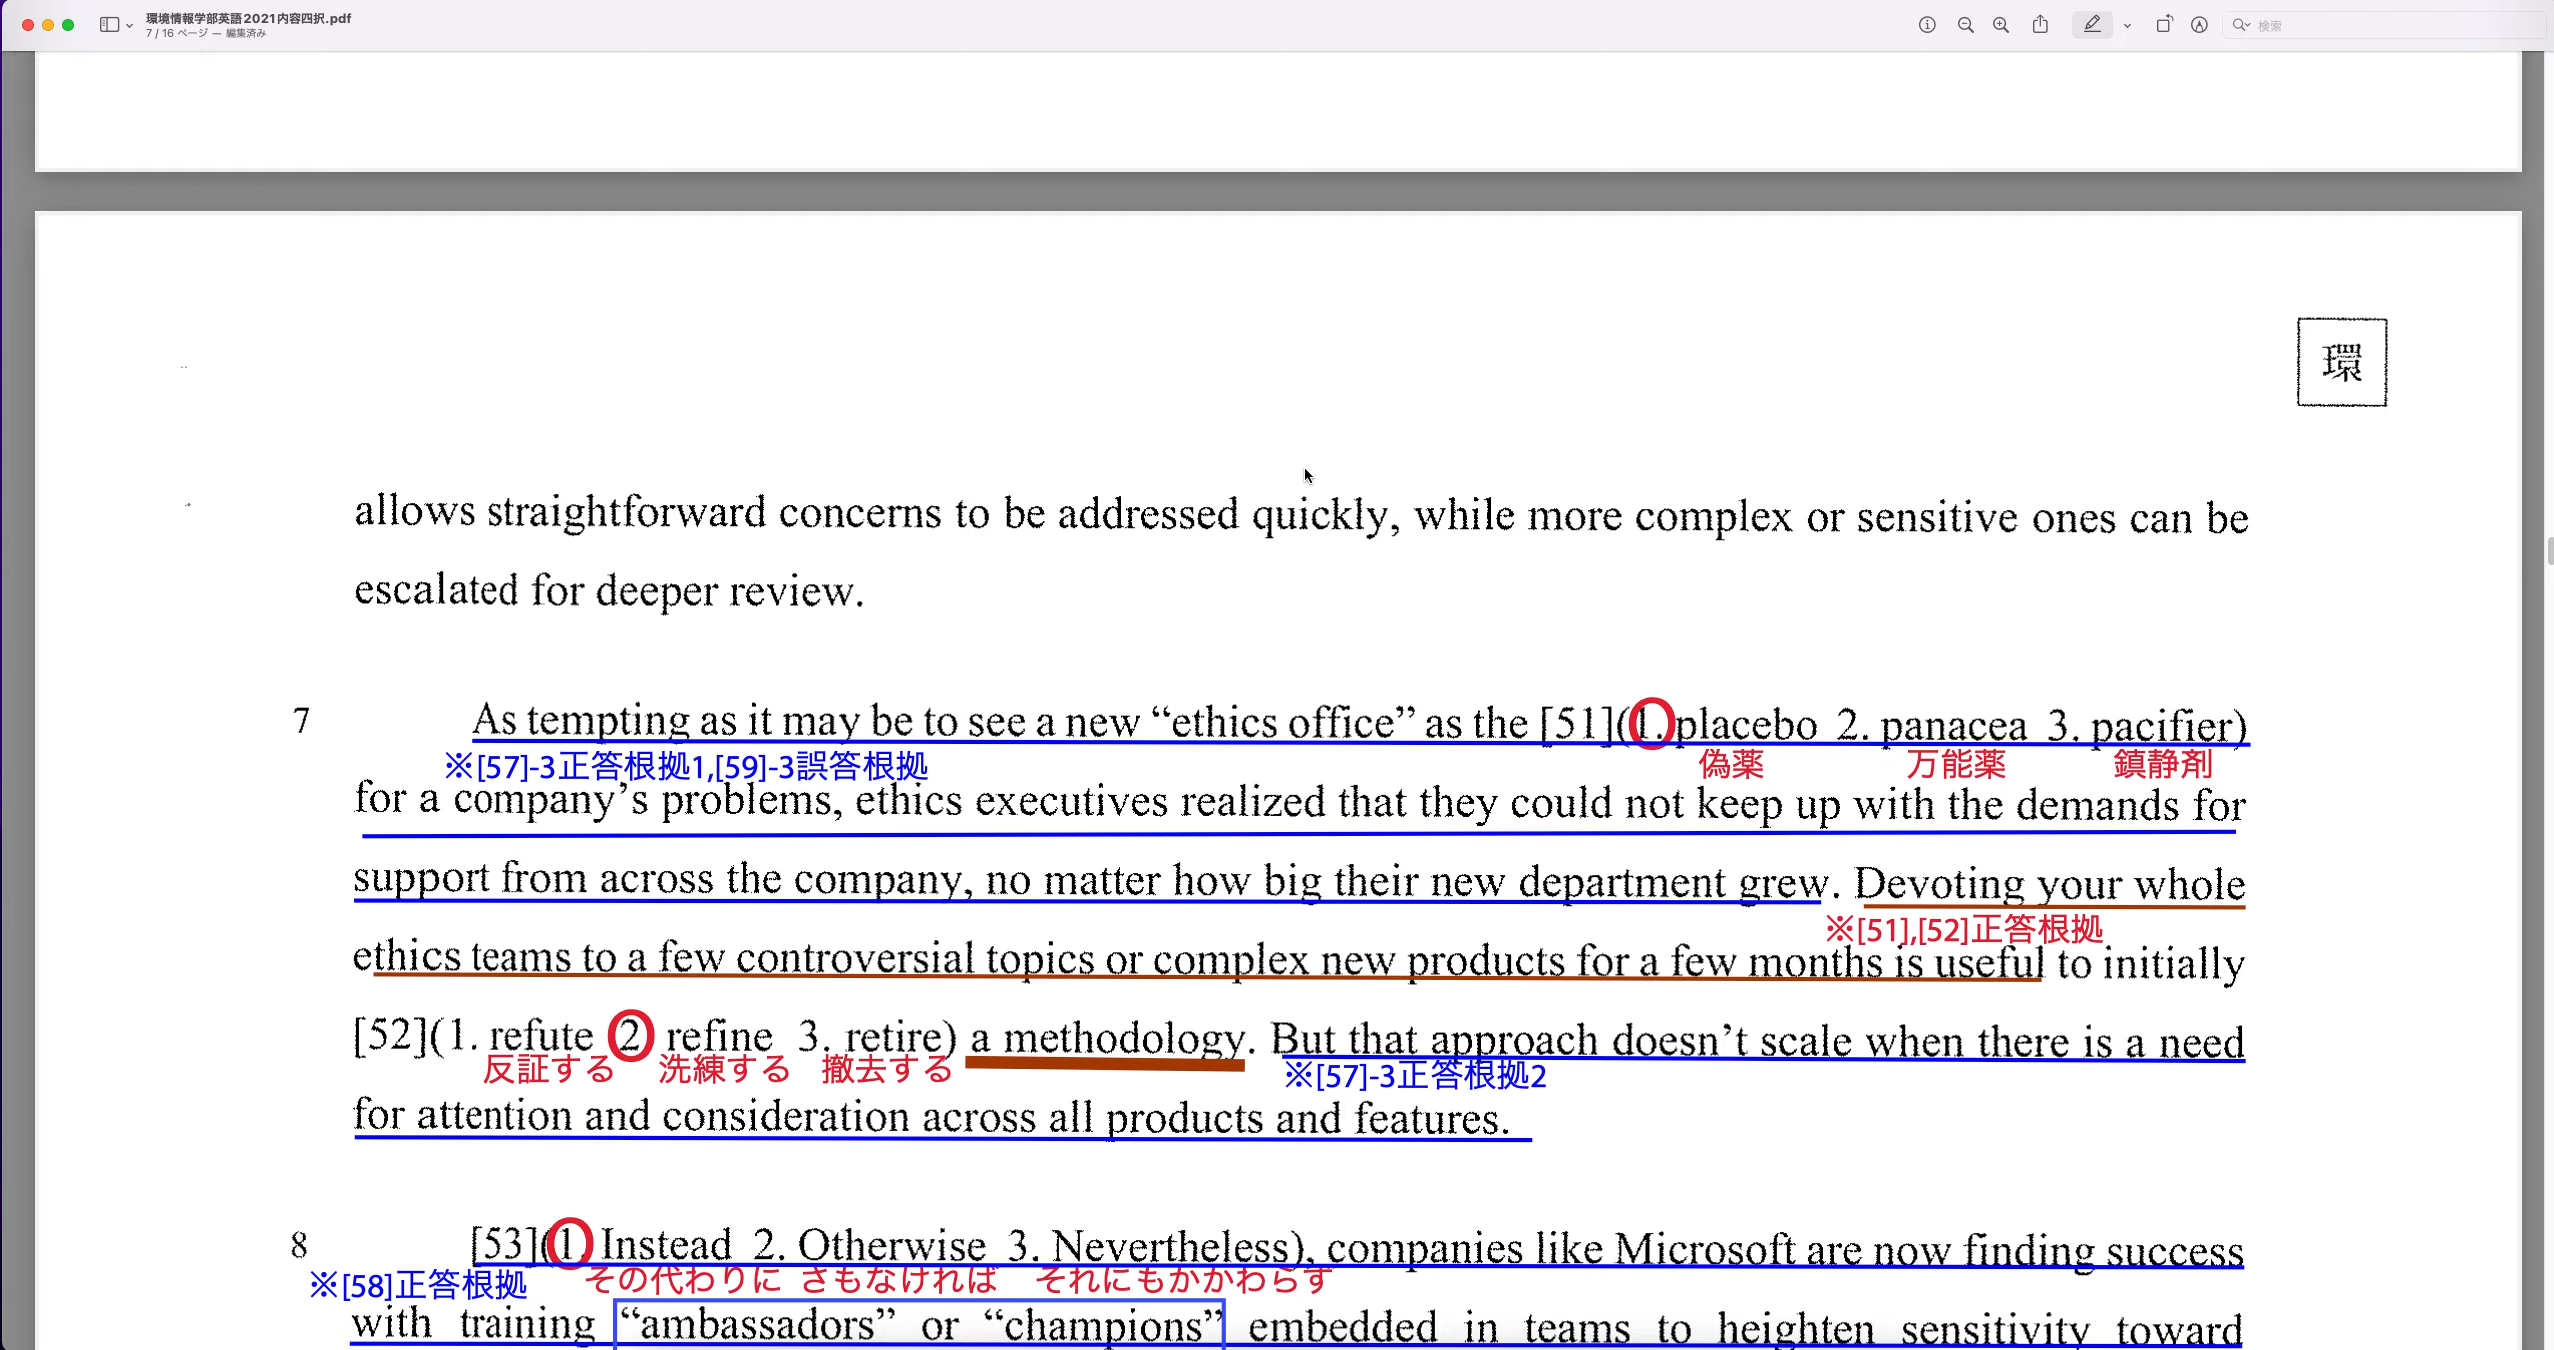 環境情報学部英語2021内容四択.pdf
7 / 16 ページ — 編集済み
検索
環
allows straightforward concerns to be addressed quickly, while more complex or sensitive ones can be
escalated for deeper review.
7 As tempting as it may be to see a new “ethics office” as the [51](1. placebo 2. panacea 3. pacifier)
※[57]-3正答根拠1,[59]-3誤答根拠 偽薬 万能薬 鎮静剤
for a company’s problems, ethics executives realized that they could not keep up with the demands for
support from across the company, no matter how big their new department grew. Devoting your whole
※[51],[52]正答根拠
ethics teams to a few controversial topics or complex new products for a few months is useful to initially
[52](1. refute 2 refine 3. retire) a methodology. But that approach doesn’t scale when there is a need
反証する 洗練する 撤去する ※[57]-3正答根拠2
for attention and consideration across all products and features.
8 [53](1. Instead 2. Otherwise 3. Nevertheless), companies like Microsoft are now finding success
※[58]正答根拠 その代わりに さもなければ それにもかかわらず
with training “ambassadors” or “champions” embedded in teams to heighten sensitivity toward